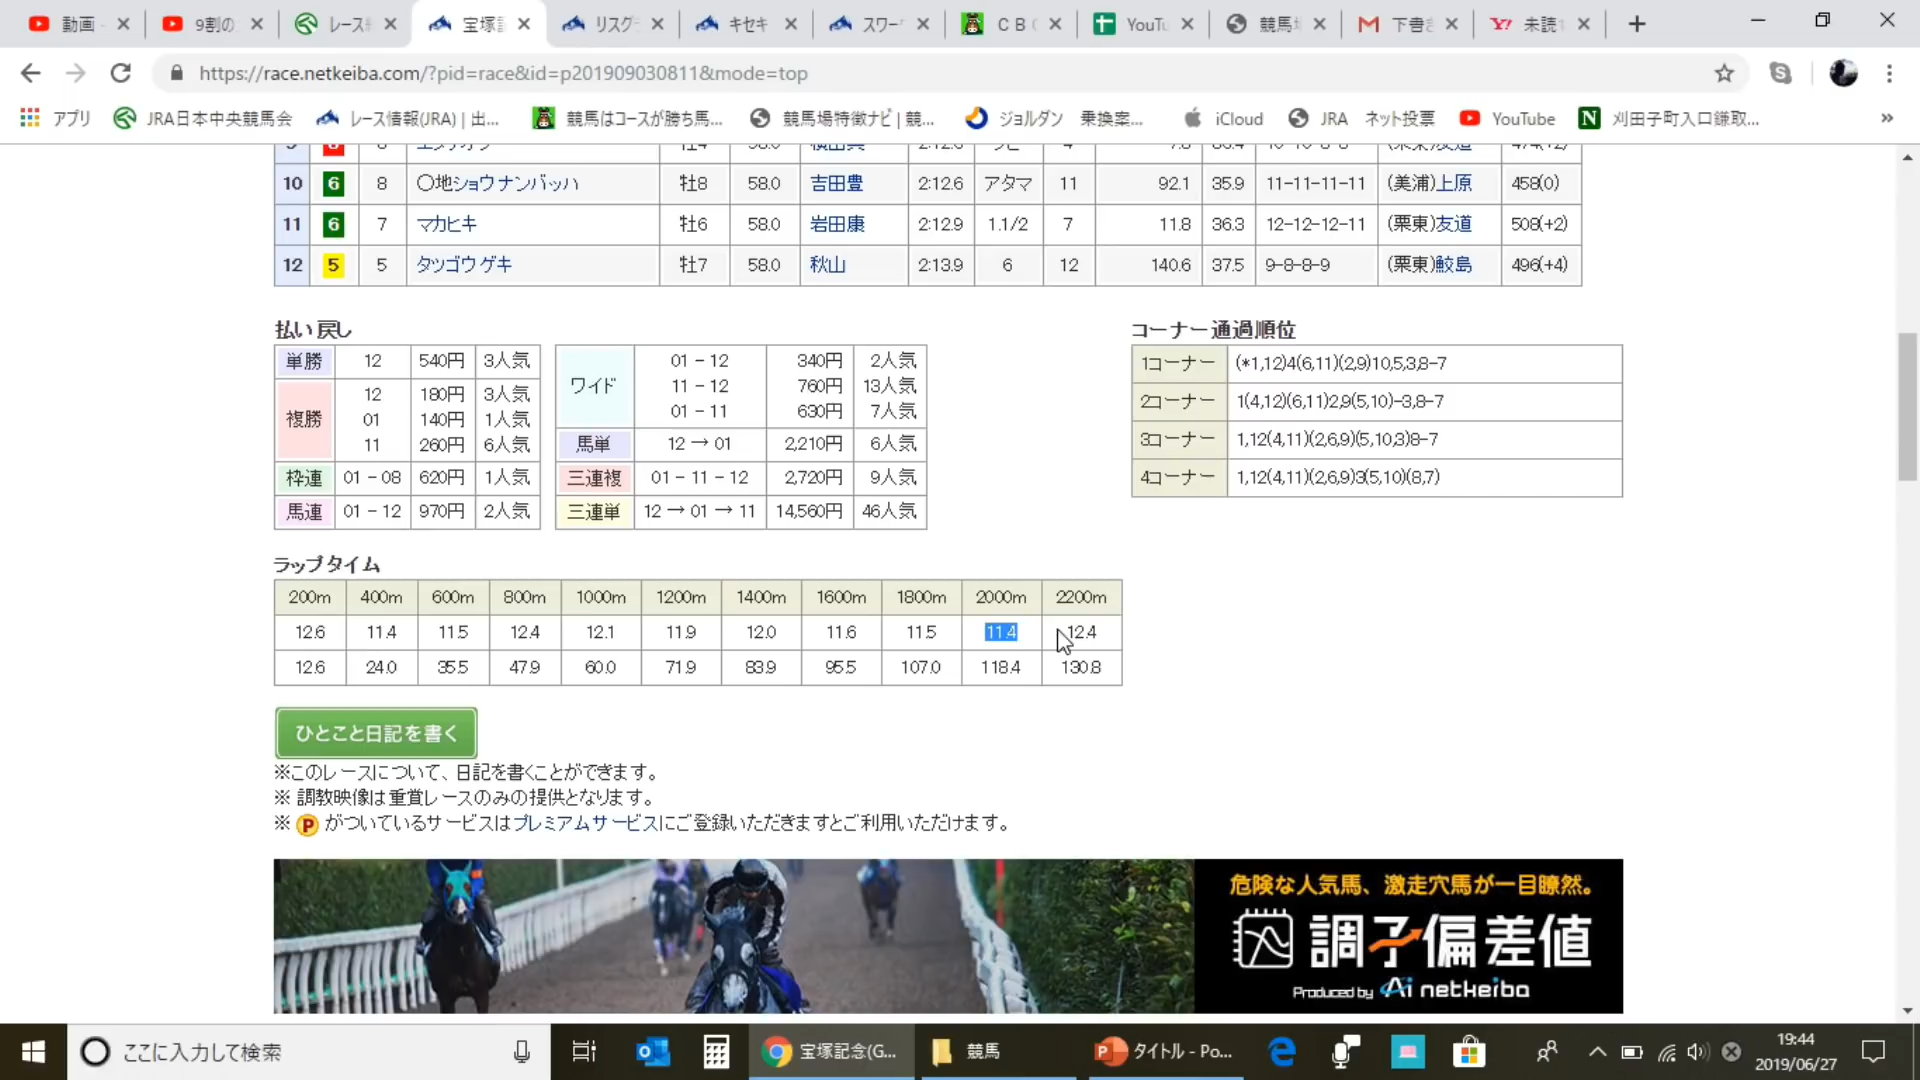 動画
9割の
レース
宝塚記
リスグ
キセキ
スワー
CBC
YouTu
競馬
下書き
未読
https://race.netkeiba.com/?pid=race&id=p201909030811&mode=top
アプリ JRA日本中央競馬会 レース情報(JRA) | 出... 競馬はコースが勝ち馬... 競馬場特徴ナビ | 競... ジョルダン 乗換案... iCloud JRA ネット投票 YouTube 刈田子町入口鎌取... »
10 6 8 〇地ショウナンバッハ 牡8 58.0 吉田豊 2:12.6 アタマ 11 92.1 35.9 11-11-11-11 (美浦)上原 458(0)
11 6 7 マカヒキ 牡6 58.0 岩田康 2:12.9 1.1/2 7 11.8 36.3 12-12-12-11 (栗東)友道 508(+2)
12 5 5 タツゴウゲキ 牡7 58.0 秋山 2:13.9 6 12 140.6 37.5 9-8-8-9 (栗東)鮫島 496(+4)
払い戻し
単勝 12 540円 3人気
複勝 12 180円 3人気
01 140円 1人気
11 260円 6人気
枠連 01 - 08 620円 1人気
馬連 01 - 12 970円 2人気
ワイド 01 - 12 340円 2人気
11 - 12 760円 13人気
01 - 11 630円 7人気
馬単 12 → 01 2,210円 6人気
三連複 01 - 11 - 12 2,720円 9人気
三連単 12 → 01 → 11 14,560円 46人気
コーナー通過順位
1コーナー (*1,12)4(6,11)(2,9)10,5,3,8-7
2コーナー 1(4,12)(6,11)2,9(5,10)-3,8-7
3コーナー 1,12(4,11)(2,6,9)(5,10,3)8-7
4コーナー 1,12(4,11)(2,6,9)3(5,10)(8,7)
ラップタイム
200m 400m 600m 800m 1000m 1200m 1400m 1600m 1800m 2000m 2200m
12.6 11.4 11.5 12.4 12.1 11.9 12.0 11.6 11.5 11.4 12.4
12.6 24.0 35.5 47.9 60.0 71.9 83.9 95.5 107.0 118.4 130.8
ひとこと日記を書く
※このレースについて、日記を書くことができます。
※ 調教映像は重賞レースのみの提供となります。
※ P がついているサービスはプレミアムサービスにご登録いただきますとご利用いただけます。
危険な人気馬、激走穴馬が一目瞭然。
調子偏差値
Produced by Ai netkeiba
ここに入力して検索
宝塚記念(G...
競馬
タイトル - Po...
19:44
2019/06/27